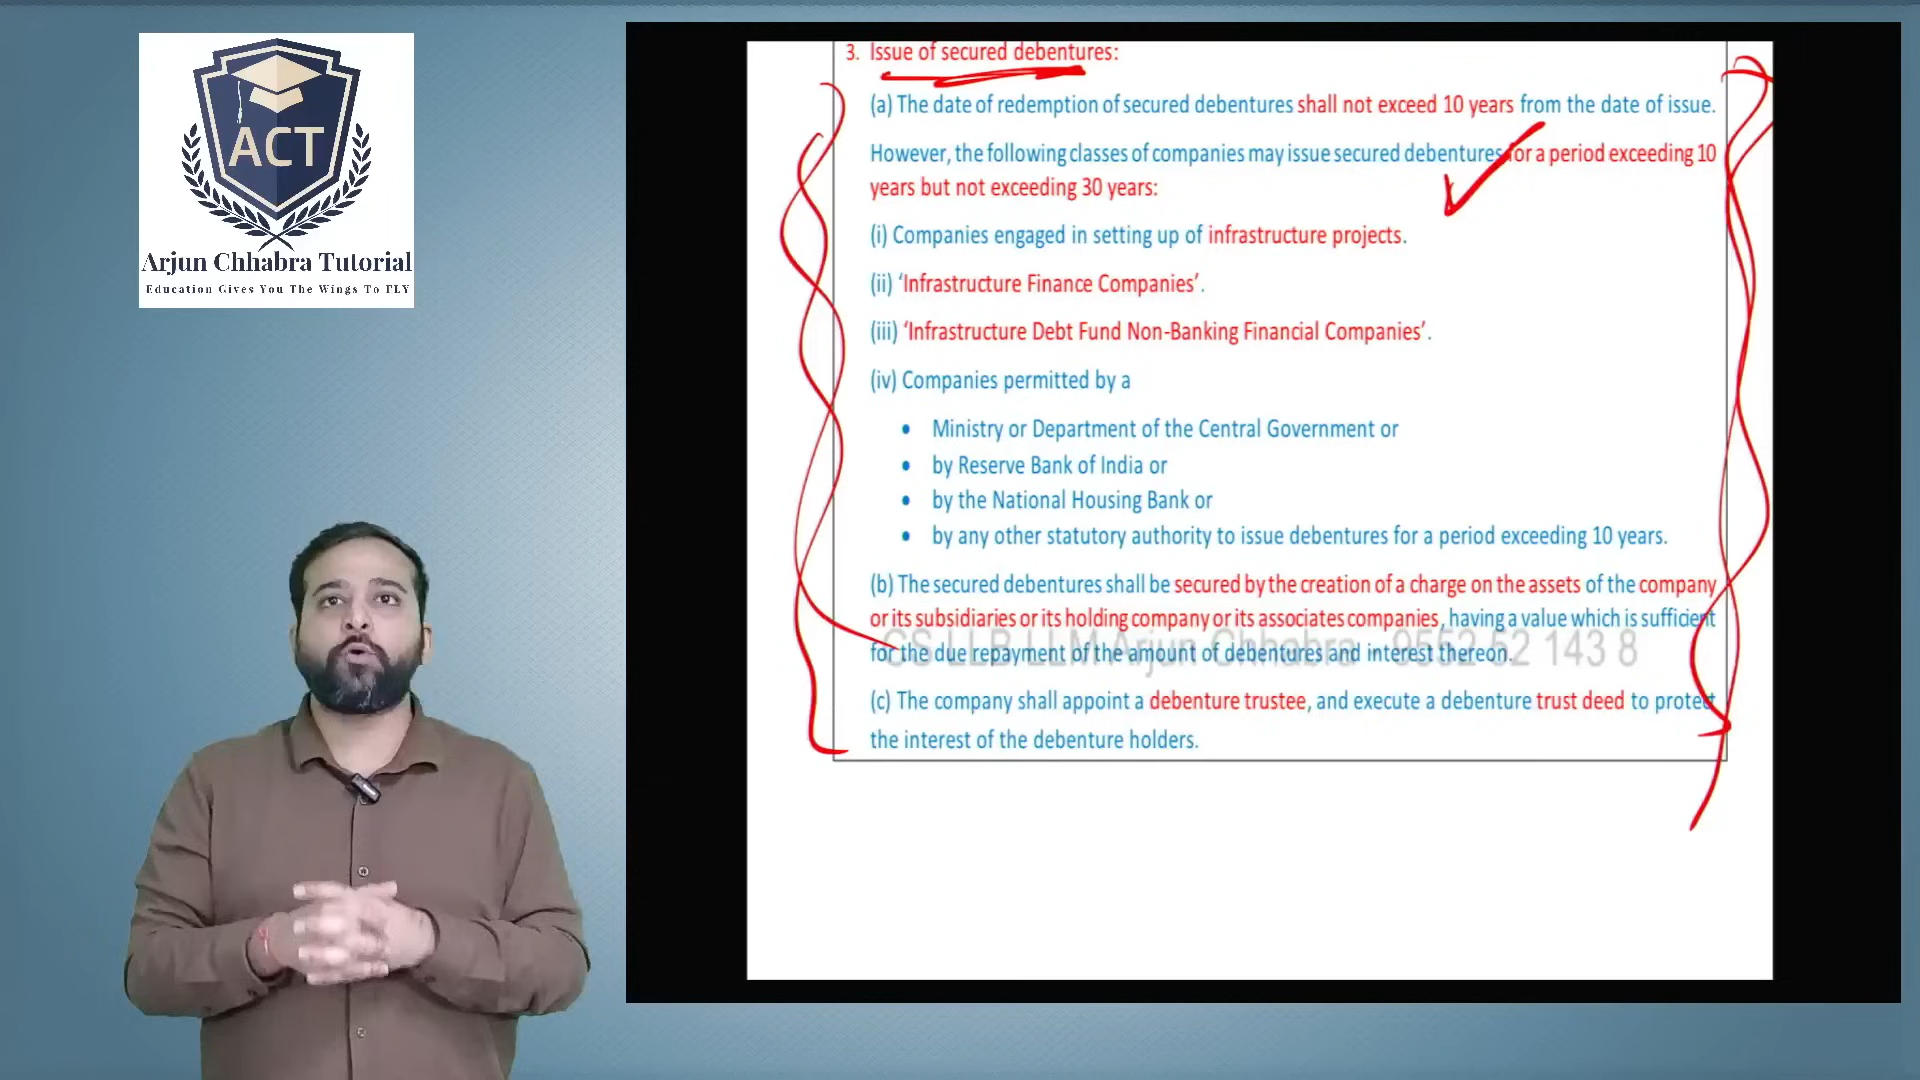 ACT
Arjun Chhabra Tutorial
Education Gives You The Wings To FLY
3. Issue of secured debentures:
(a) The date of redemption of secured debentures shall not exceed 10 years from the date of issue.
However, the following classes of companies may issue secured debentures for a period exceeding 10
years but not exceeding 30 years:
(i) Companies engaged in setting up of infrastructure projects.
(ii) ‘Infrastructure Finance Companies’.
(iii) ‘Infrastructure Debt Fund Non-Banking Financial Companies’.
(iv) Companies permitted by a
• Ministry or Department of the Central Government or
• by Reserve Bank of India or
• by the National Housing Bank or
• by any other statutory authority to issue debentures for a period exceeding 10 years.
(b) The secured debentures shall be secured by the creation of a charge on the assets of the company
or its subsidiaries or its holding company or its associates companies, having a value which is sufficient
for the due repayment of the amount of debentures and interest thereon.
CS LLB LLM Arjun Chhabra - 9552 52 143 8
(c) The company shall appoint a debenture trustee, and execute a debenture trust deed to protect
the interest of the debenture holders.